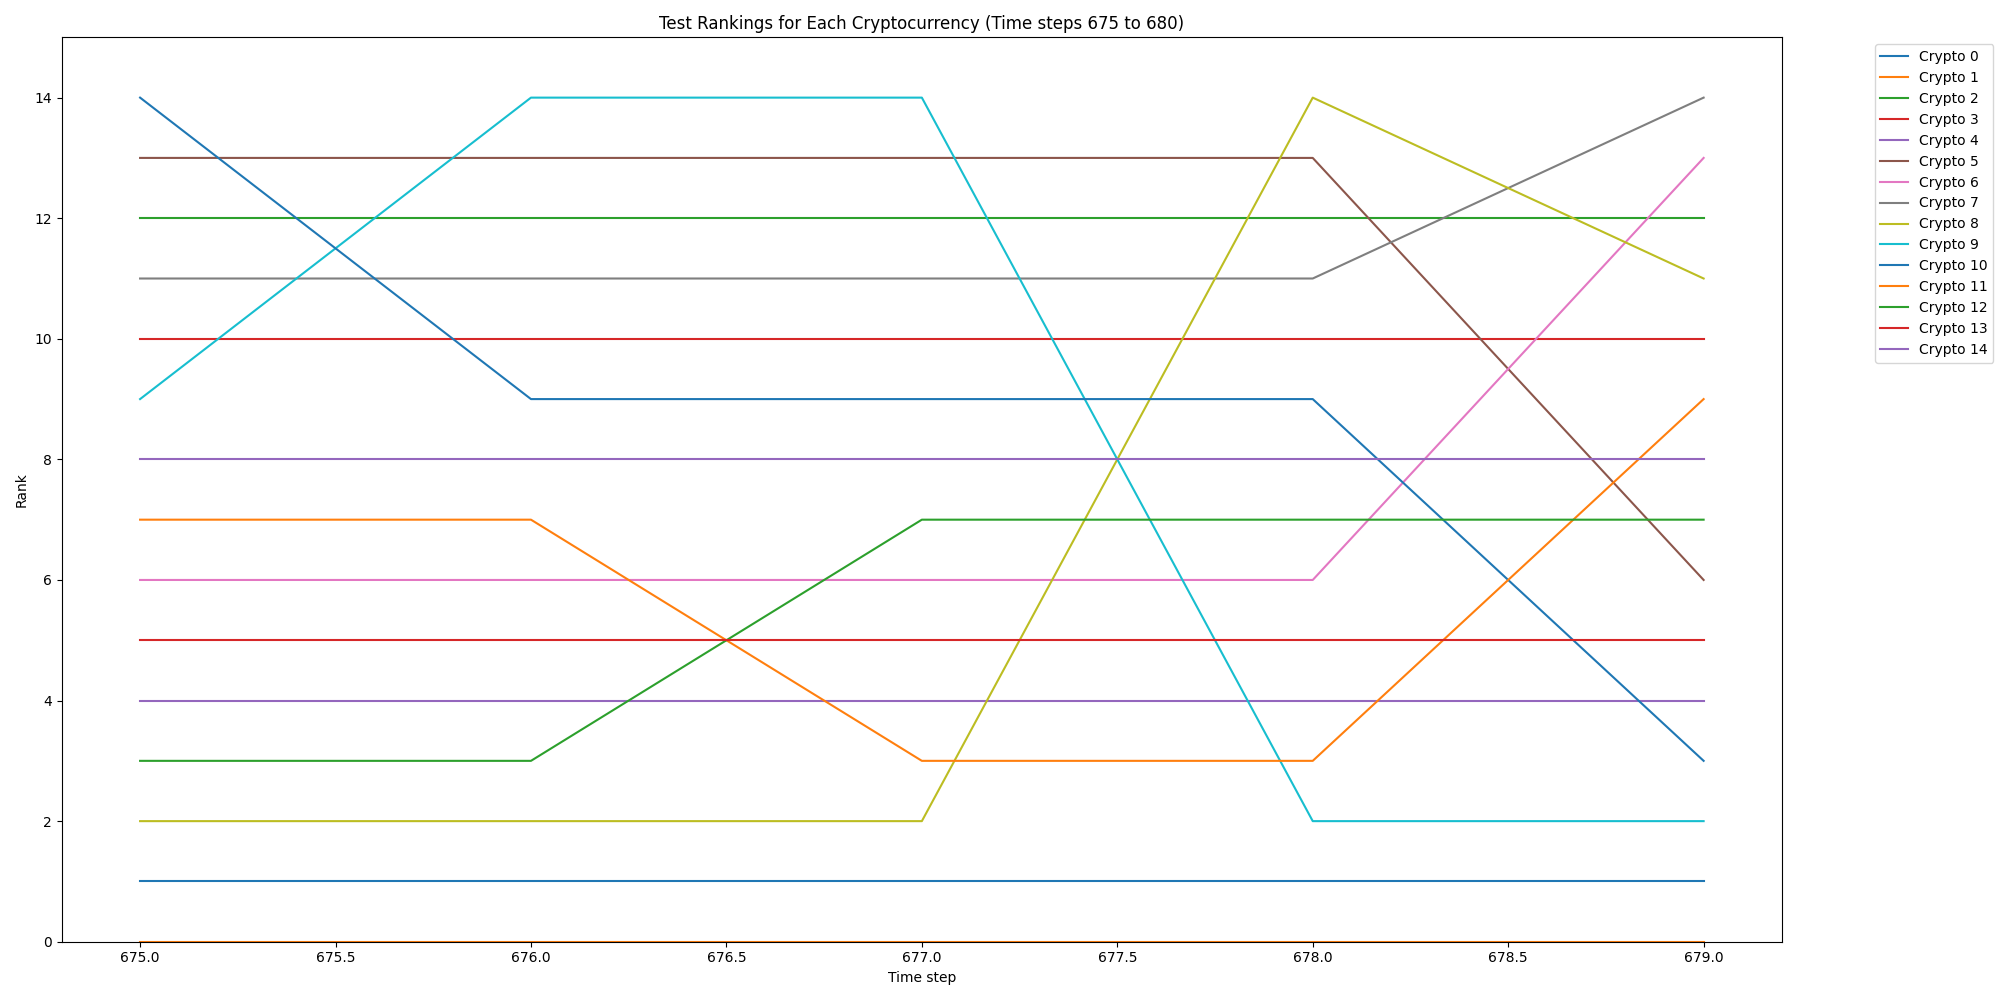 Test Rankings for Each Cryptocurrency (Time steps 675 to 680)
14
12
10
8
6
4
2
0
Rank
675.0 675.5 676.0 676.5 677.0 677.5 678.0 678.5 679.0
Time step
Crypto 0
Crypto 1
Crypto 2
Crypto 3
Crypto 4
Crypto 5
Crypto 6
Crypto 7
Crypto 8
Crypto 9
Crypto 10
Crypto 11
Crypto 12
Crypto 13
Crypto 14